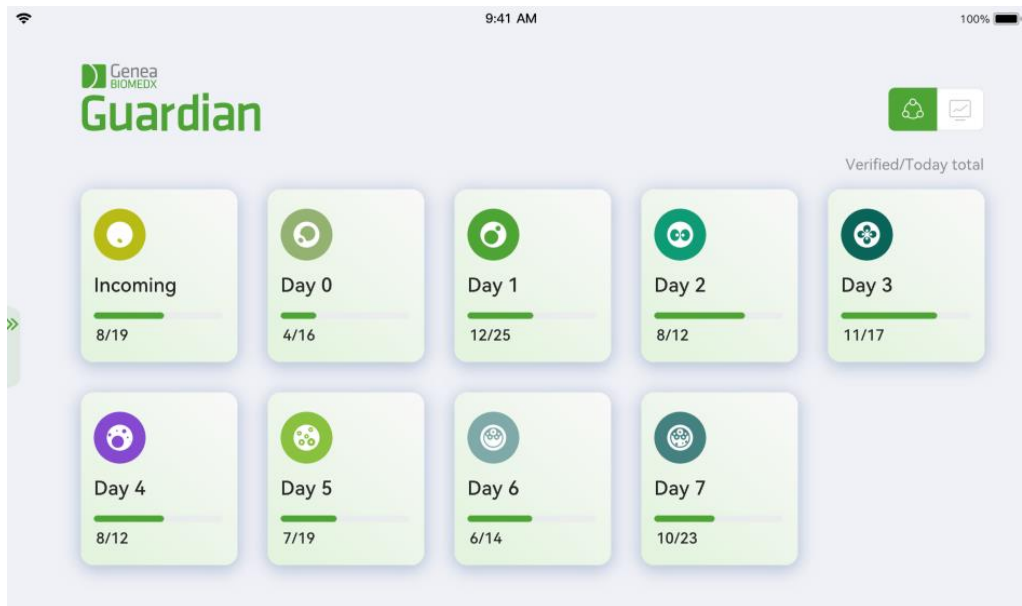 9:41 AM
100%
Genea
BIOMEDX
Guardian
Verified/Today total
Incoming
8/19
Day 0
4/16
Day 1
12/25
Day 2
8/12
Day 3
11/17
Day 4
8/12
Day 5
7/19
Day 6
6/14
Day 7
10/23